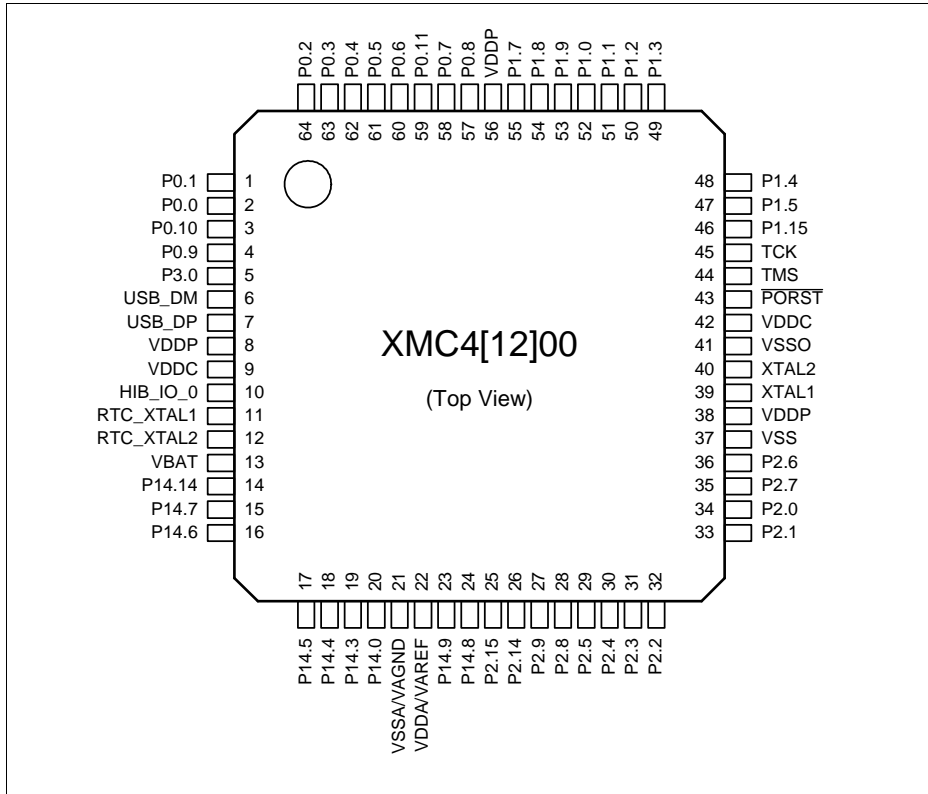 P0.2 P0.3 P0.4 P0.5 P0.6 P0.11 P0.7 P0.8 VDDP P1.7 P1.8 P1.9 P1.0 P1.1 P1.2 P1.3
64 63 62 61 60 59 58 57 56 55 54 53 52 51 50 49
P0.1 1 48 P1.4
P0.0 2 47 P1.5
P0.10 3 46 P1.15
P0.9 4 45 TCK
P3.0 5 44 TMS
USB_DM 6 43 PORST
USB_DP 7 42 VDDC
VDDP 8 41 VSSO
XMC4[12]00
VDDC 9 40 XTAL2
HIB_IO_0 10 39 XTAL1
(Top View)
RTC_XTAL1 11 38 VDDP
RTC_XTAL2 12 37 VSS
VBAT 13 36 P2.6
P14.14 14 35 P2.7
P14.7 15 34 P2.0
P14.6 16 33 P2.1
17 18 19 20 21 22 23 24 25 26 27 28 29 30 31 32
P14.5 P14.4 P14.3 P14.0 VSSA/VAGND VDDA/VAREF P14.9 P14.8 P2.15 P2.14 P2.9 P2.8 P2.5 P2.4 P2.3 P2.2